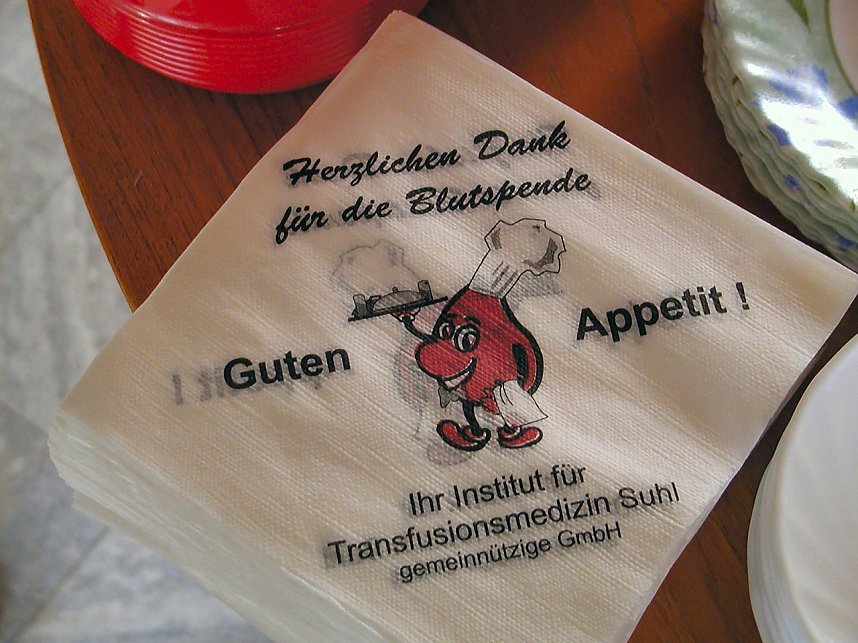 Herzlichen Dank
für die Blutspende
Guten Appetit !
Ihr Institut für
Transfusionsmedizin Suhl
gemeinnützige GmbH